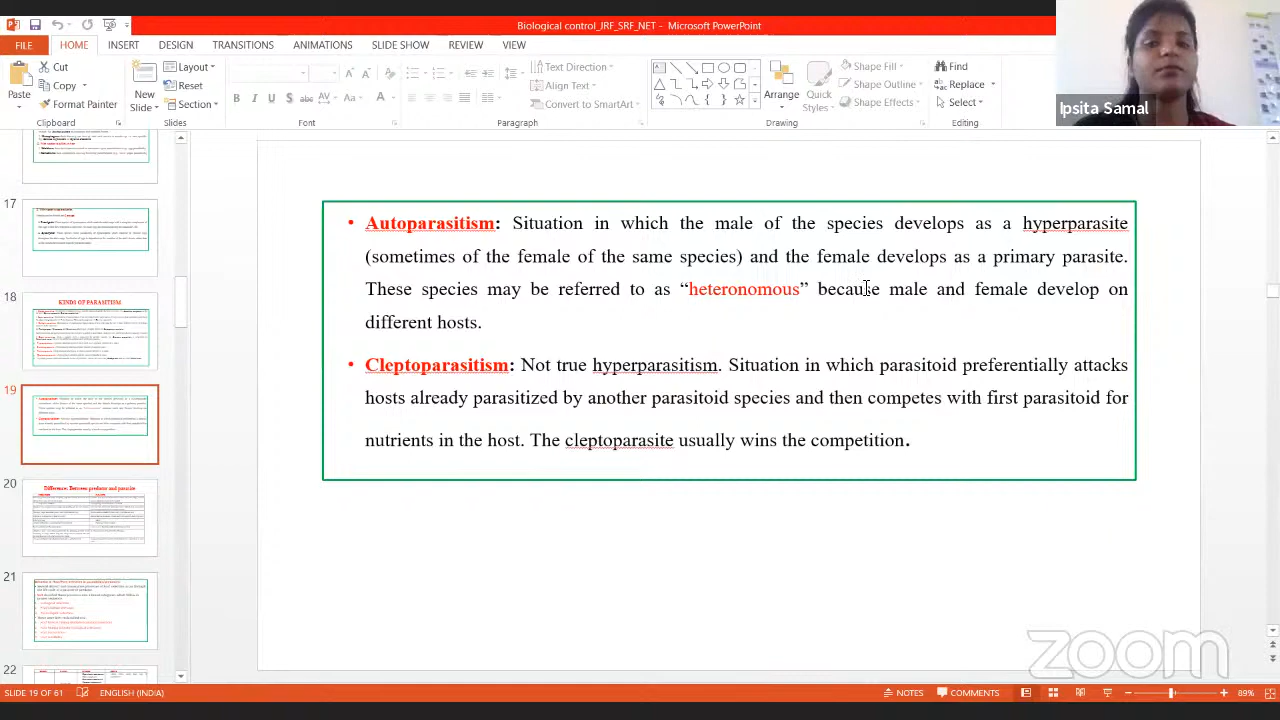 Biological control_JRF_SRF_NET - Microsoft PowerPoint
FILE HOME INSERT DESIGN TRANSITIONS ANIMATIONS SLIDE SHOW REVIEW VIEW
Cut Layout Text Direction Shape Fill Find
Copy Reset Align Text Shape Outline Replace
Paste Format Painter New Slide Section Convert to SmartArt Arrange Quick Styles Shape Effects Select
Clipboard Slides Font Paragraph Drawing Editing
Ipsita Samal
17
18
KINDS OF PARASITISM
19
20
Difference Between predator and parasite
21
22
• Autoparasitism: Situation in which the male of a species develops as a hyperparasite
(sometimes of the female of the same species) and the female develops as a primary parasite.
These species may be referred to as “heteronomous” because male and female develop on
different hosts.
• Cleptoparasitism: Not true hyperparasitism. Situation in which parasitoid preferentially attacks
hosts already parasitized by another parasitoid species and then competes with first parasitoid for
nutrients in the host. The cleptoparasite usually wins the competition.
zoom
SLIDE 19 OF 61 ENGLISH (INDIA) NOTES COMMENTS 89%